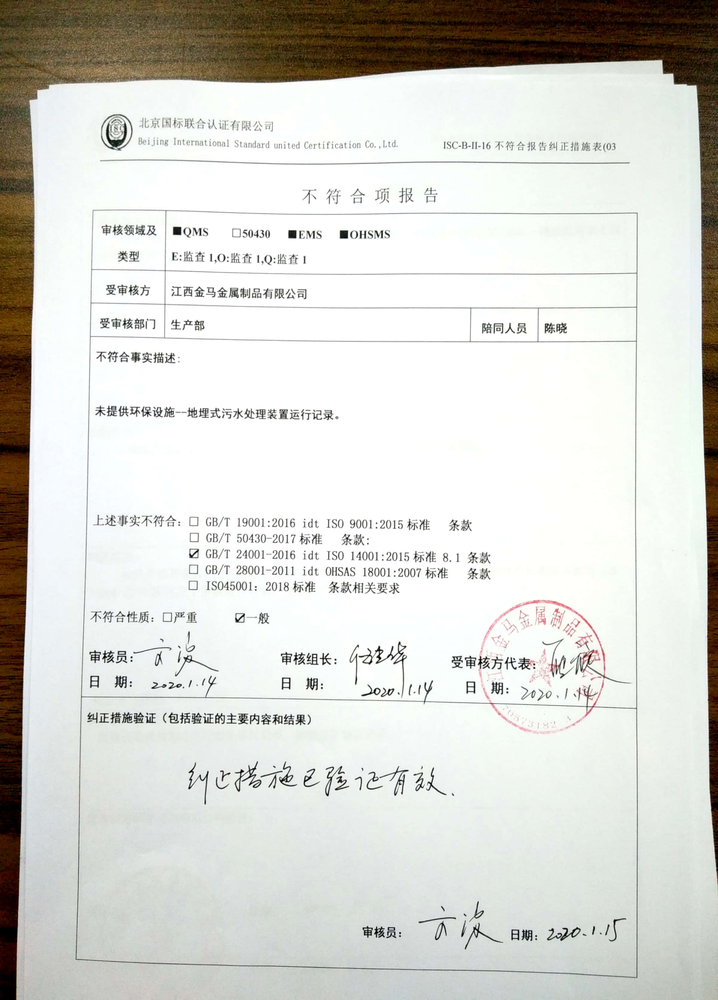 ISC
北京国标联合认证有限公司
Beijing International Standard united Certification Co.,Ltd.
ISC-B-II-16 不符合报告纠正措施表(03
不符合项报告
审核领域及类型
■QMS □50430 ■EMS ■OHSMS
E:监查 1,O:监查 1,Q:监查 1
受审核方 江西金马金属制品有限公司
受审核部门 生产部 陪同人员 陈晓
不符合事实描述:
未提供环保设施--地埋式污水处理装置运行记录。
上述事实不符合: □ GB/T 19001:2016 idt ISO 9001:2015 标准 条款
□ GB/T 50430-2017 标准 条款:
☑ GB/T 24001-2016 idt ISO 14001:2015 标准 8.1 条款
□ GB/T 28001-2011 idt OHSAS 18001:2007 标准 条款
□ ISO45001: 2018 标准 条款相关要求
不符合性质: □严重 ☑一般
审核员: 审核组长: 受审核方代表:
日 期: 2020.1.14 日 期: 2020.1.14 日 期: 2020.1.14
江西金马金属制品有限公司
纠正措施验证（包括验证的主要内容和结果）
纠正措施已验证有效.
审核员: 日期: 2020.1.15